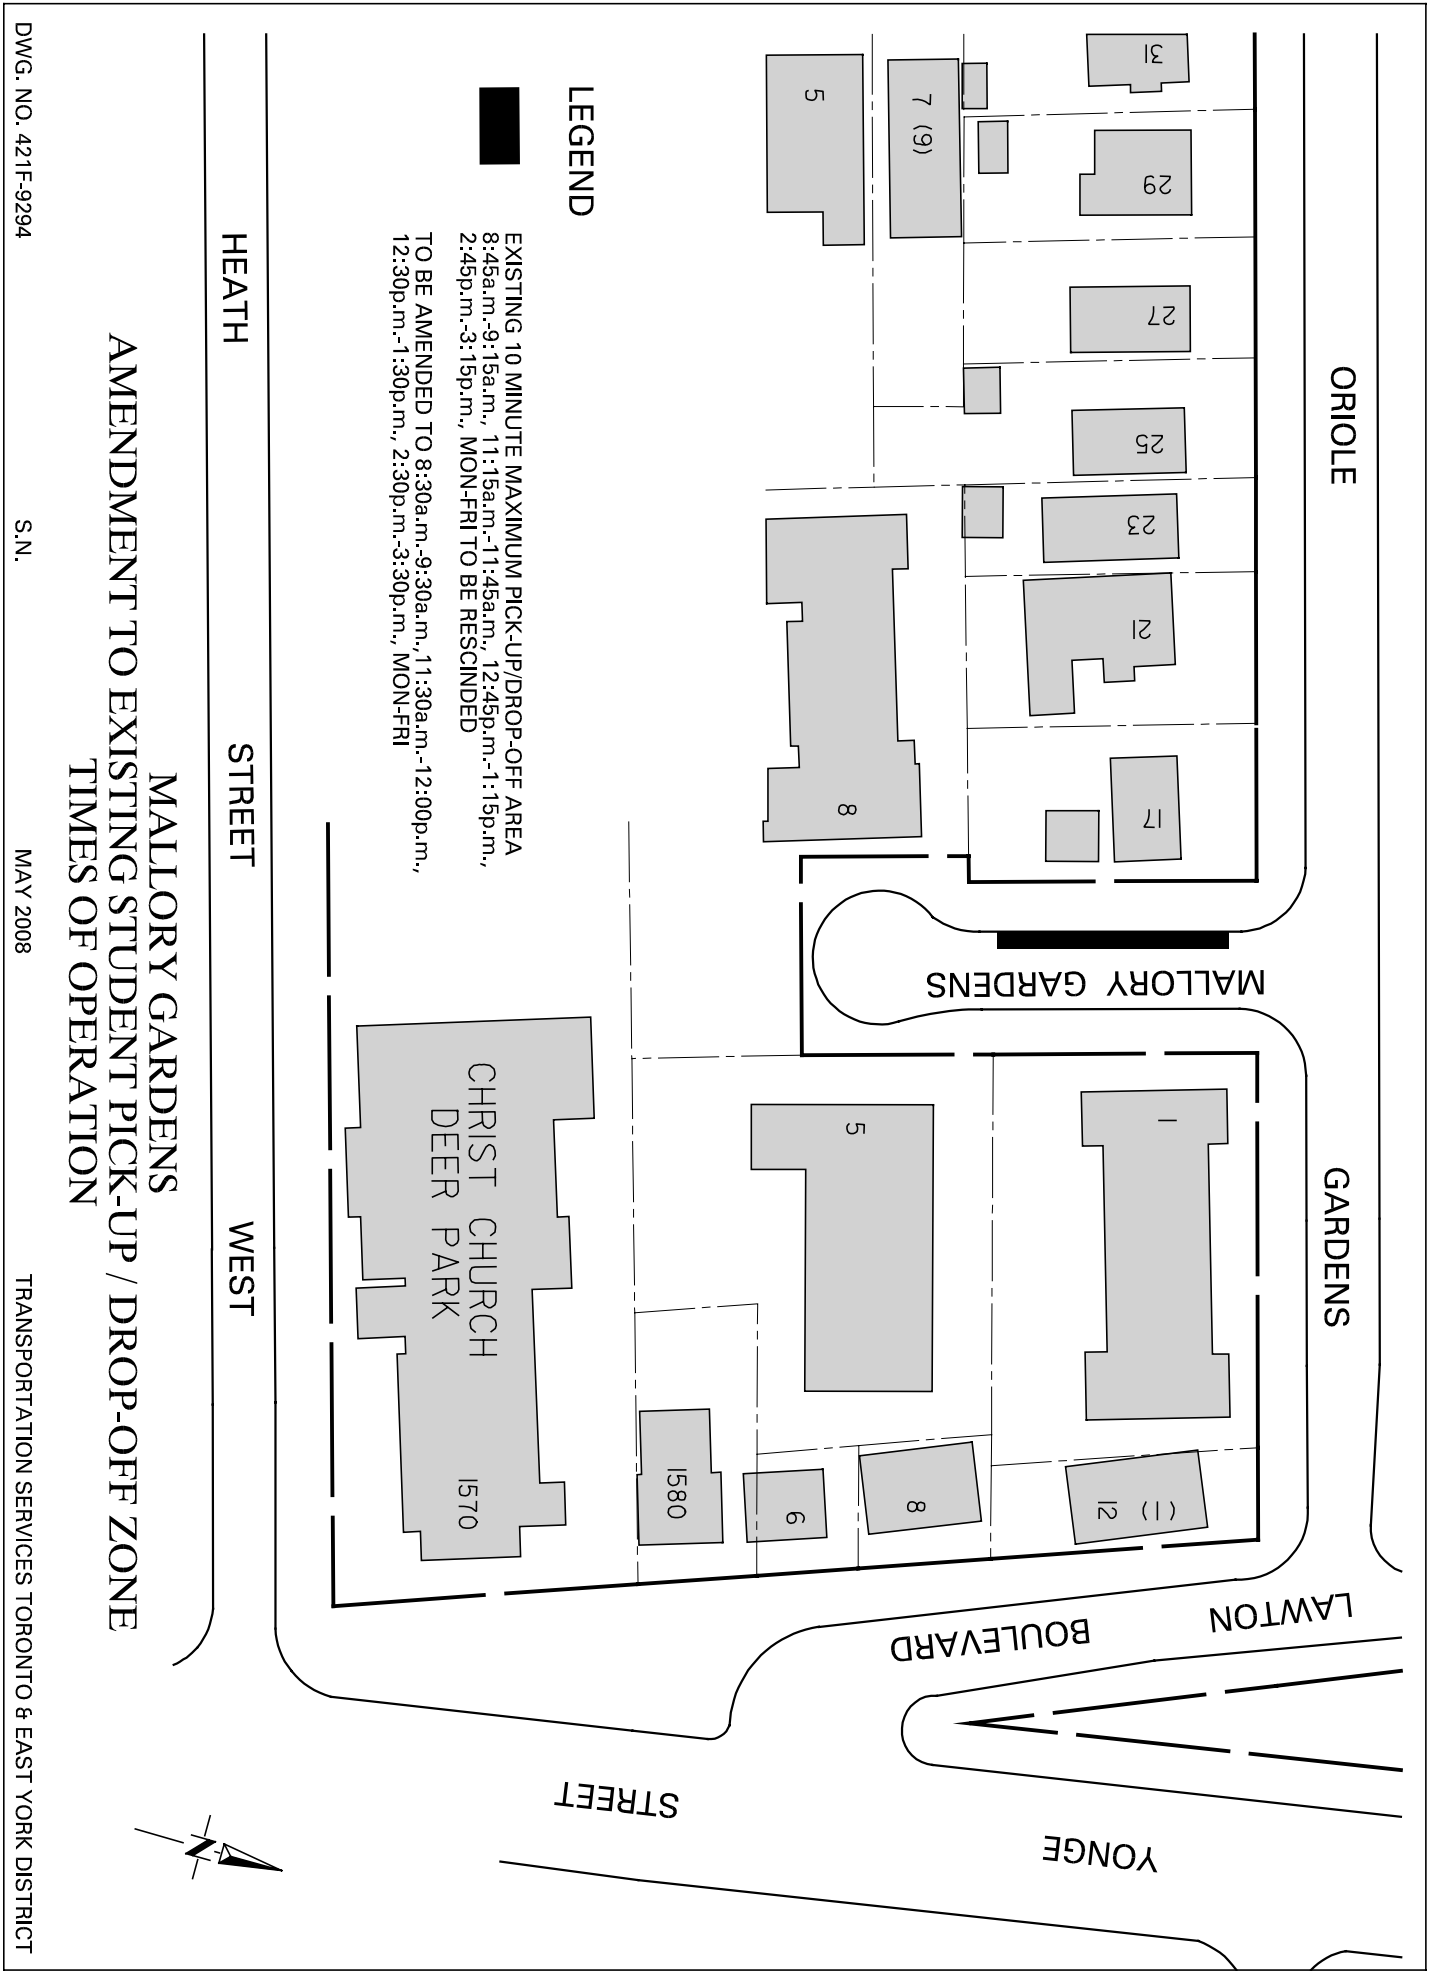 ORIOLE GARDENS
31
29
27
25
23
21
17
7 (9)
5
8
MALLORY GARDENS
1
12 (11)
5
8
6
1580
CHRIST CHURCH
DEER PARK
1570
LAWTON
BOULEVARD
YONGE
STREET
LEGEND
EXISTING 10 MINUTE MAXIMUM PICK-UP/DROP-OFF AREA
8:45a.m.-9:15a.m., 11:15a.m.-11:45a.m., 12:45p.m.-1:15p.m.,
2:45p.m.-3:15p.m., MON-FRI TO BE RESCINDED
TO BE AMENDED TO 8:30a.m.-9:30a.m.,11:30a.m.-12:00p.m.,
12:30p.m.-1:30p.m., 2:30p.m.-3:30p.m., MON-FRI
HEATH STREET WEST
N
MALLORY GARDENS
AMENDMENT TO EXISTING STUDENT PICK-UP / DROP-OFF ZONE
TIMES OF OPERATION
DWG. NO. 421F-9294 S.N. MAY 2008 TRANSPORTATION SERVICES TORONTO & EAST YORK DISTRICT